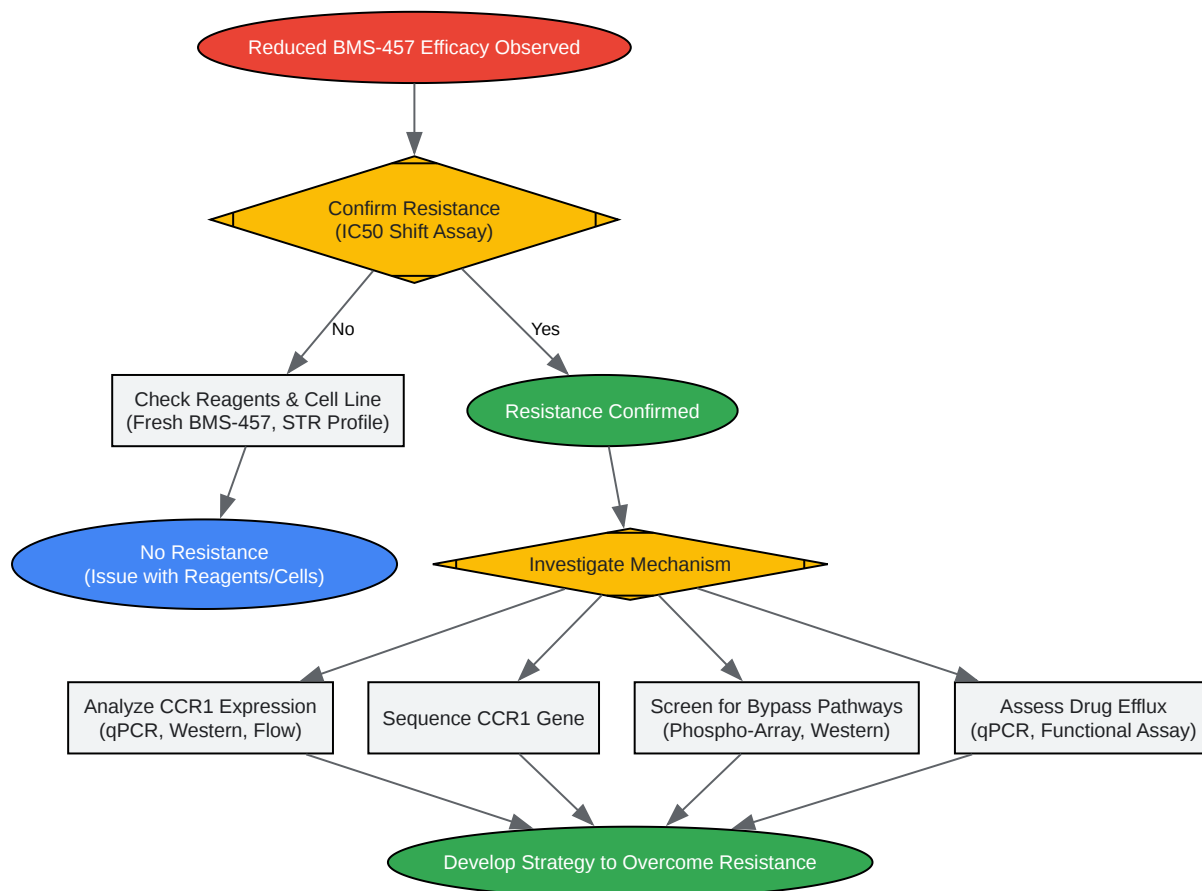 Reduced BMS-457 Efficacy Observed
Confirm Resistance
(IC50 Shift Assay)
No
Yes
Check Reagents & Cell Line
(Fresh BMS-457, STR Profile)
Resistance Confirmed
No Resistance
(Issue with Reagents/Cells)
Investigate Mechanism
Analyze CCR1 Expression
(qPCR, Western, Flow)
Sequence CCR1 Gene
Screen for Bypass Pathways
(Phospho-Array, Western)
Assess Drug Efflux
(qPCR, Functional Assay)
Develop Strategy to Overcome Resistance